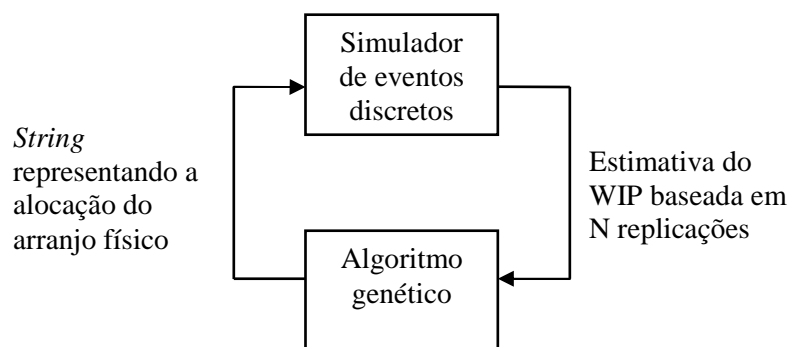 Simulador
de eventos
discretos
String
representando a
alocação do
arranjo físico
Estimativa do
WIP baseada em
N replicações
Algoritmo
genético